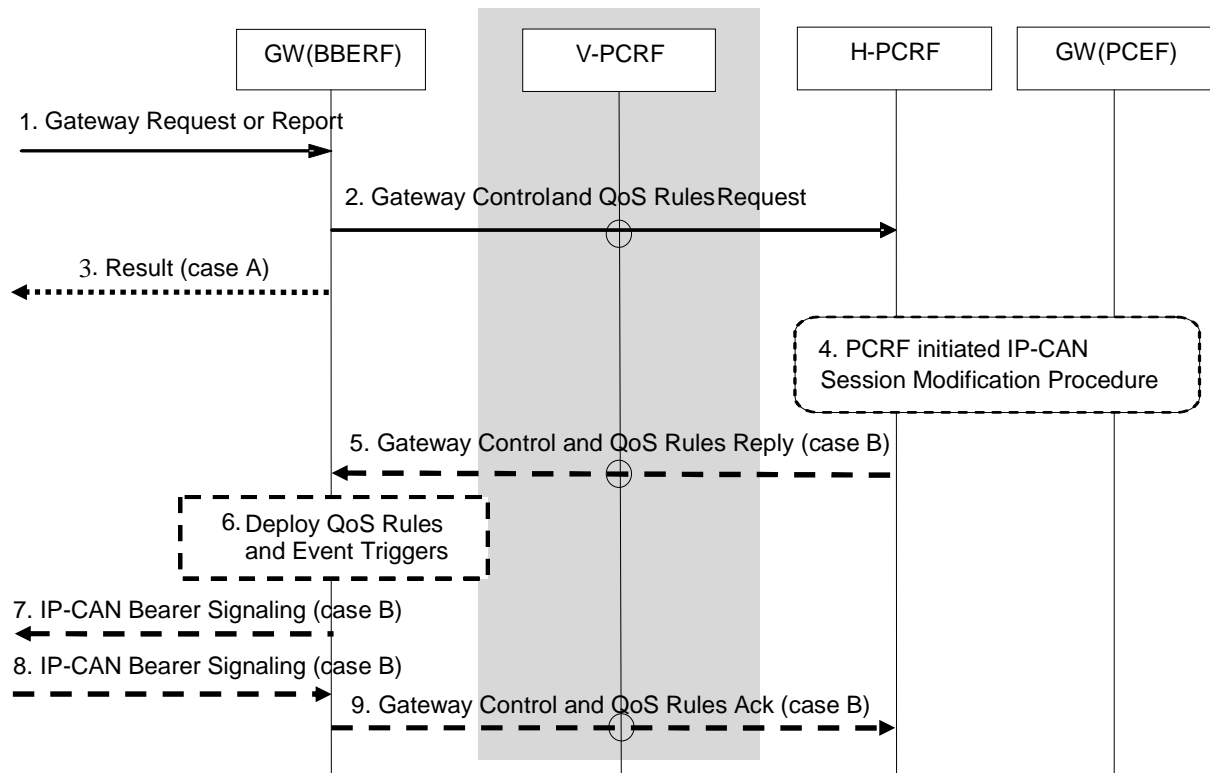 GW(BBERF)
V-PCRF
H-PCRF
GW(PCEF)
1. Gateway Request or Report
2. Gateway Controland QoS RulesRequest
3. Result (case A)
4. PCRF initiated IP-CAN
Session Modification Procedure
5. Gateway Control and QoS Rules Reply (case B)
6. Deploy QoS Rules
and Event Triggers
7. IP-CAN Bearer Signaling (case B)
8. IP-CAN Bearer Signaling (case B)
9. Gateway Control and QoS Rules Ack (case B)